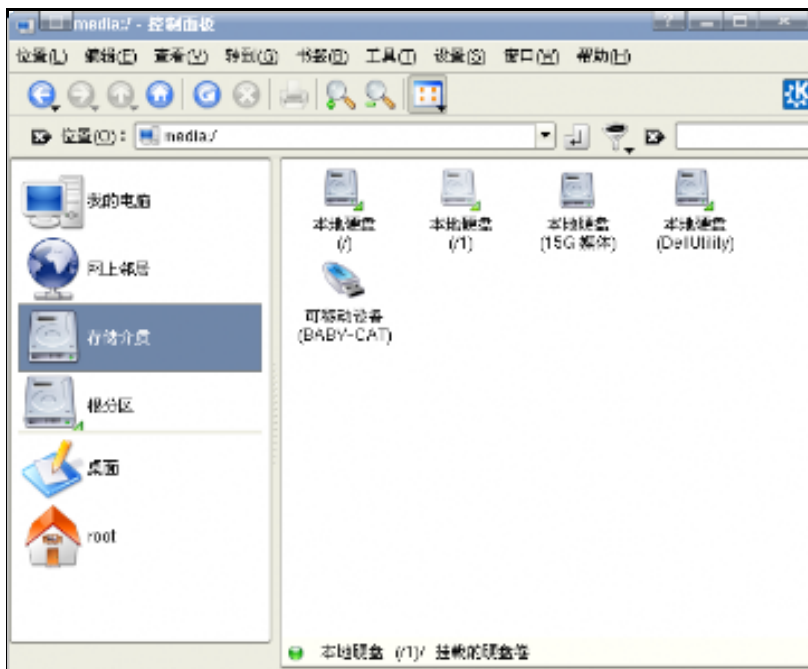 media:/ - 控制面板
位置(L) 编辑(E) 查看(V) 转到(G) 书签(B) 工具(T) 设置(S) 窗口(W) 帮助(H)
位置(O): media:/
我的电脑
网上邻居
存储介质
根分区
桌面
root
本地硬盘
(/)
本地硬盘
(/1)
本地硬盘
(15G 媒体)
本地硬盘
(DellUtility)
可移动设备
(BABY-CAT)
本地硬盘 (/1)/ 挂载的硬盘卷